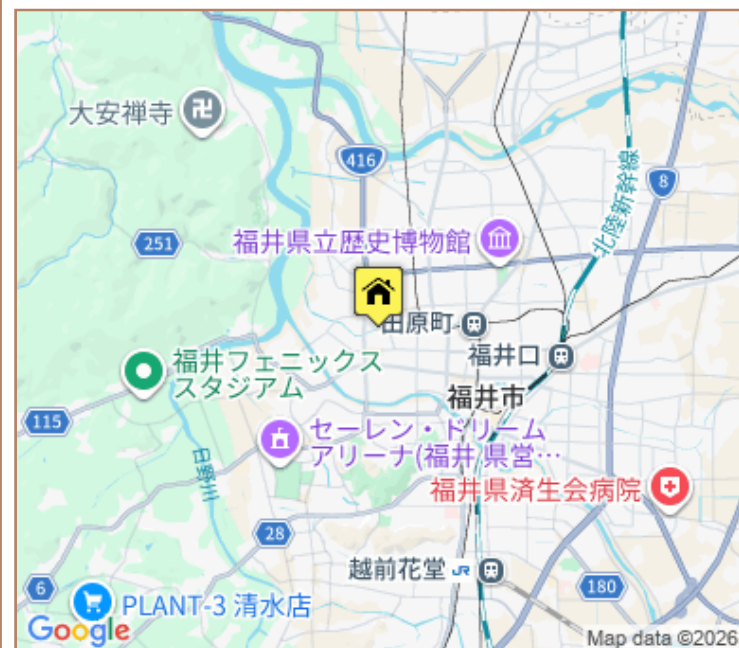 大安禅寺
416
8
北陸新幹線
251
福井県立歴史博物館
田原町
福井口
福井フェニックス
スタジアム
福井市
115
セーレン・ドリーム
アリーナ(福井県営…
日野川
福井県済生会病院
28
越前花堂 JR
6
180
PLANT-3 清水店
Google
Map data ©2026